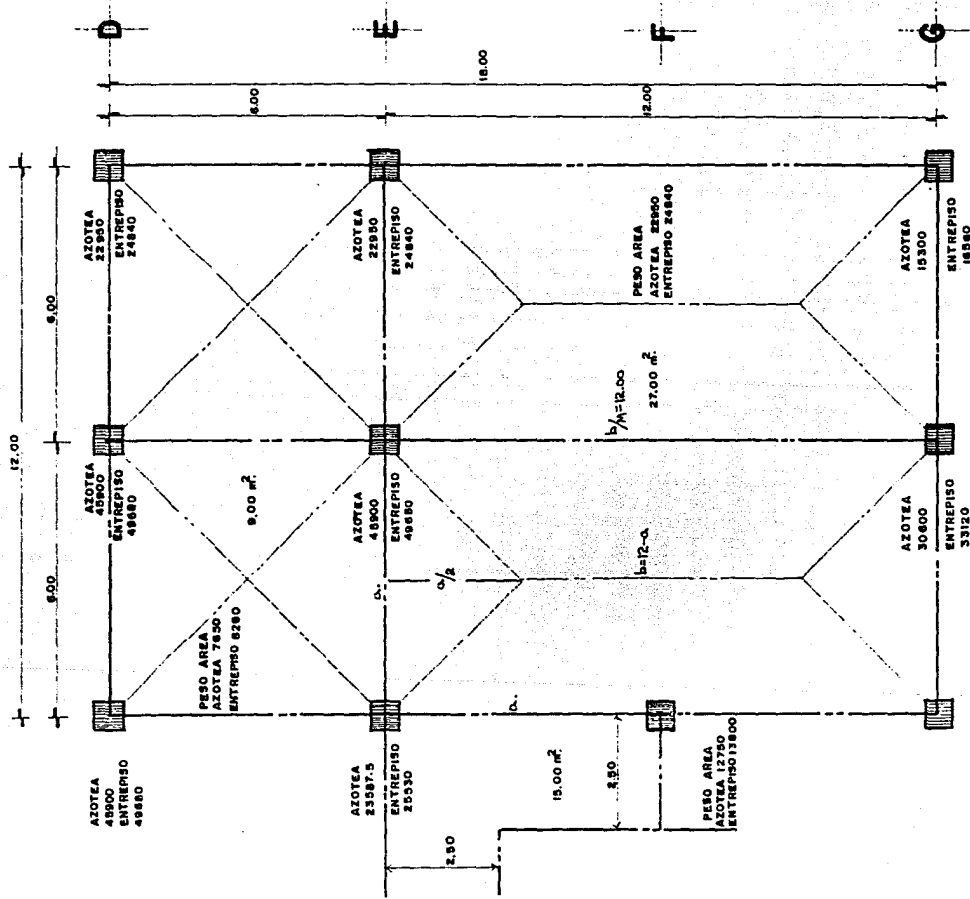 12.00
6.00
6.00
D
E
F
G
6.00
18.00
12.00
AZOTEA
45900
ENTREPISO
49680
AZOTEA
45900
ENTREPISO
49680
AZOTEA
22950
ENTREPISO
24840
PESO AREA
AZOTEA 7650
ENTREPISO 8280
9.00 m².
AZOTEA
23587.5
ENTREPISO
25530
AZOTEA
45900
ENTREPISO
49680
AZOTEA
22950
ENTREPISO
24840
a.
a/2
a.
b=12-a
b/M=12.00
27.00 m².
PESO AREA
AZOTEA 22950
ENTREPISO 24840
2.50
15.00 m².
2.50
PESO AREA
AZOTEA 12750
ENTREPISO 13800
AZOTEA
30600
ENTREPISO
33120
AZOTEA
15300
ENTREPISO
16560